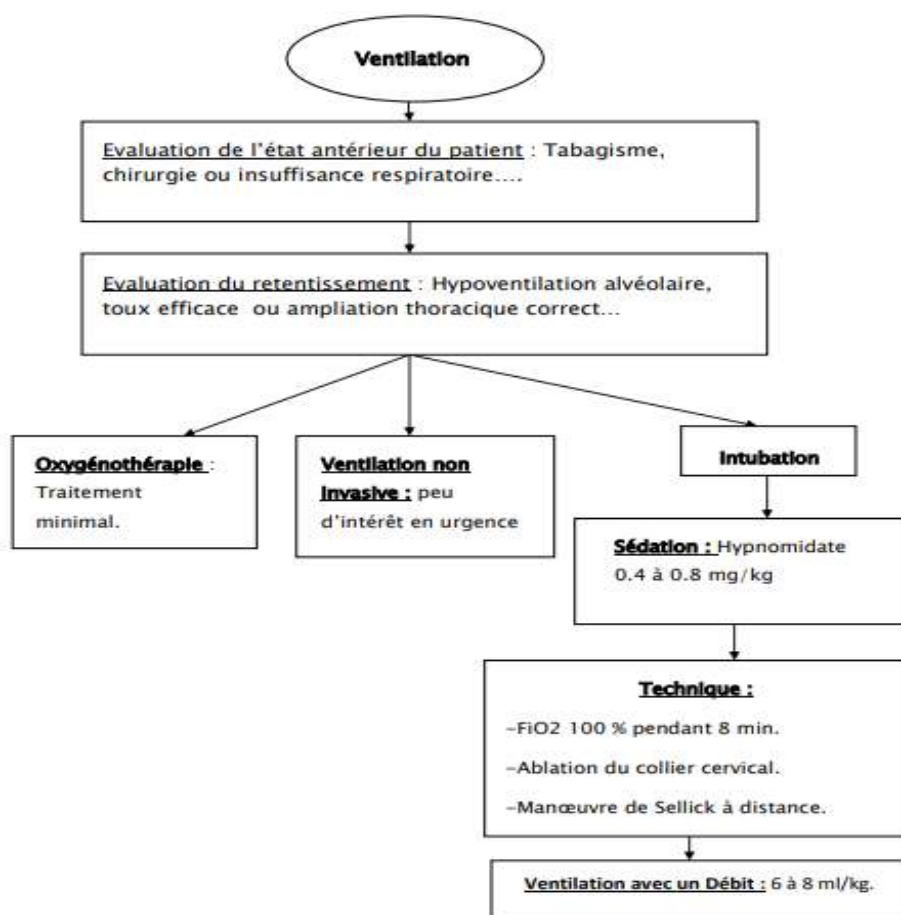 Ventilation
Evaluation de l'état antérieur du patient : Tabagisme,
chirurgie ou insuffisance respiratoire....
Evaluation du retentissement : Hypoventilation alvéolaire,
toux efficace ou ampliation thoracique correct...
Oxygénothérapie :
Traitement
minimal.
Ventilation non
invasive : peu
d'intérêt en urgence
Intubation
Sédation : Hypnomidate
0.4 à 0.8 mg/kg
Technique :
-FiO2 100 % pendant 8 min.
-Ablation du collier cervical.
-Manœuvre de Sellick à distance.
Ventilation avec un Débit : 6 à 8 ml/kg.